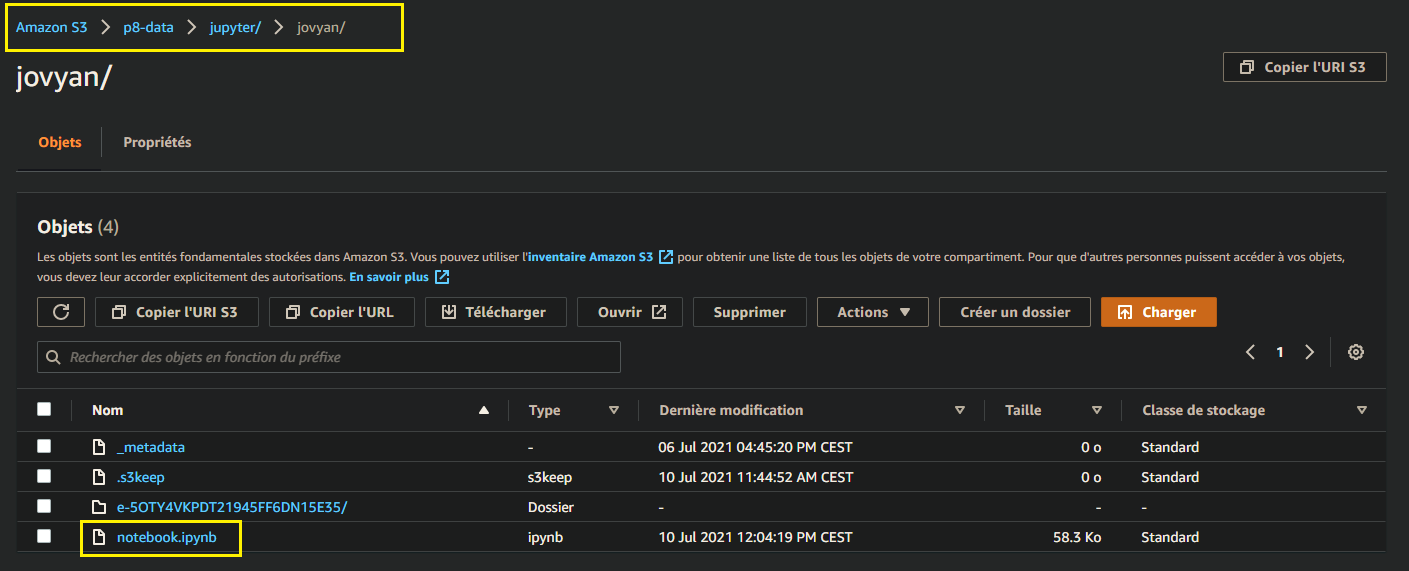 Amazon S3 > p8-data > jupyter/ > jovyan/
jovyan/
Copier l'URI S3
Objets Propriétés
Objets (4)
Les objets sont les entités fondamentales stockées dans Amazon S3. Vous pouvez utiliser l'inventaire Amazon S3 pour obtenir une liste de tous les objets de votre compartiment. Pour que d'autres personnes puissent accéder à vos objets,
vous devez leur accorder explicitement des autorisations. En savoir plus
Copier l'URI S3 Copier l'URL Télécharger Ouvrir Supprimer Actions Créer un dossier Charger
Rechercher des objets en fonction du préfixe
< 1 >
Nom Type Dernière modification Taille Classe de stockage
_metadata - 06 Jul 2021 04:45:20 PM CEST 0 o Standard
.s3keep s3keep 10 Jul 2021 11:44:52 AM CEST 0 o Standard
e-5OTY4VKPDT21945FF6DN15E35/ Dossier - - -
notebook.ipynb ipynb 10 Jul 2021 12:04:19 PM CEST 58.3 Ko Standard